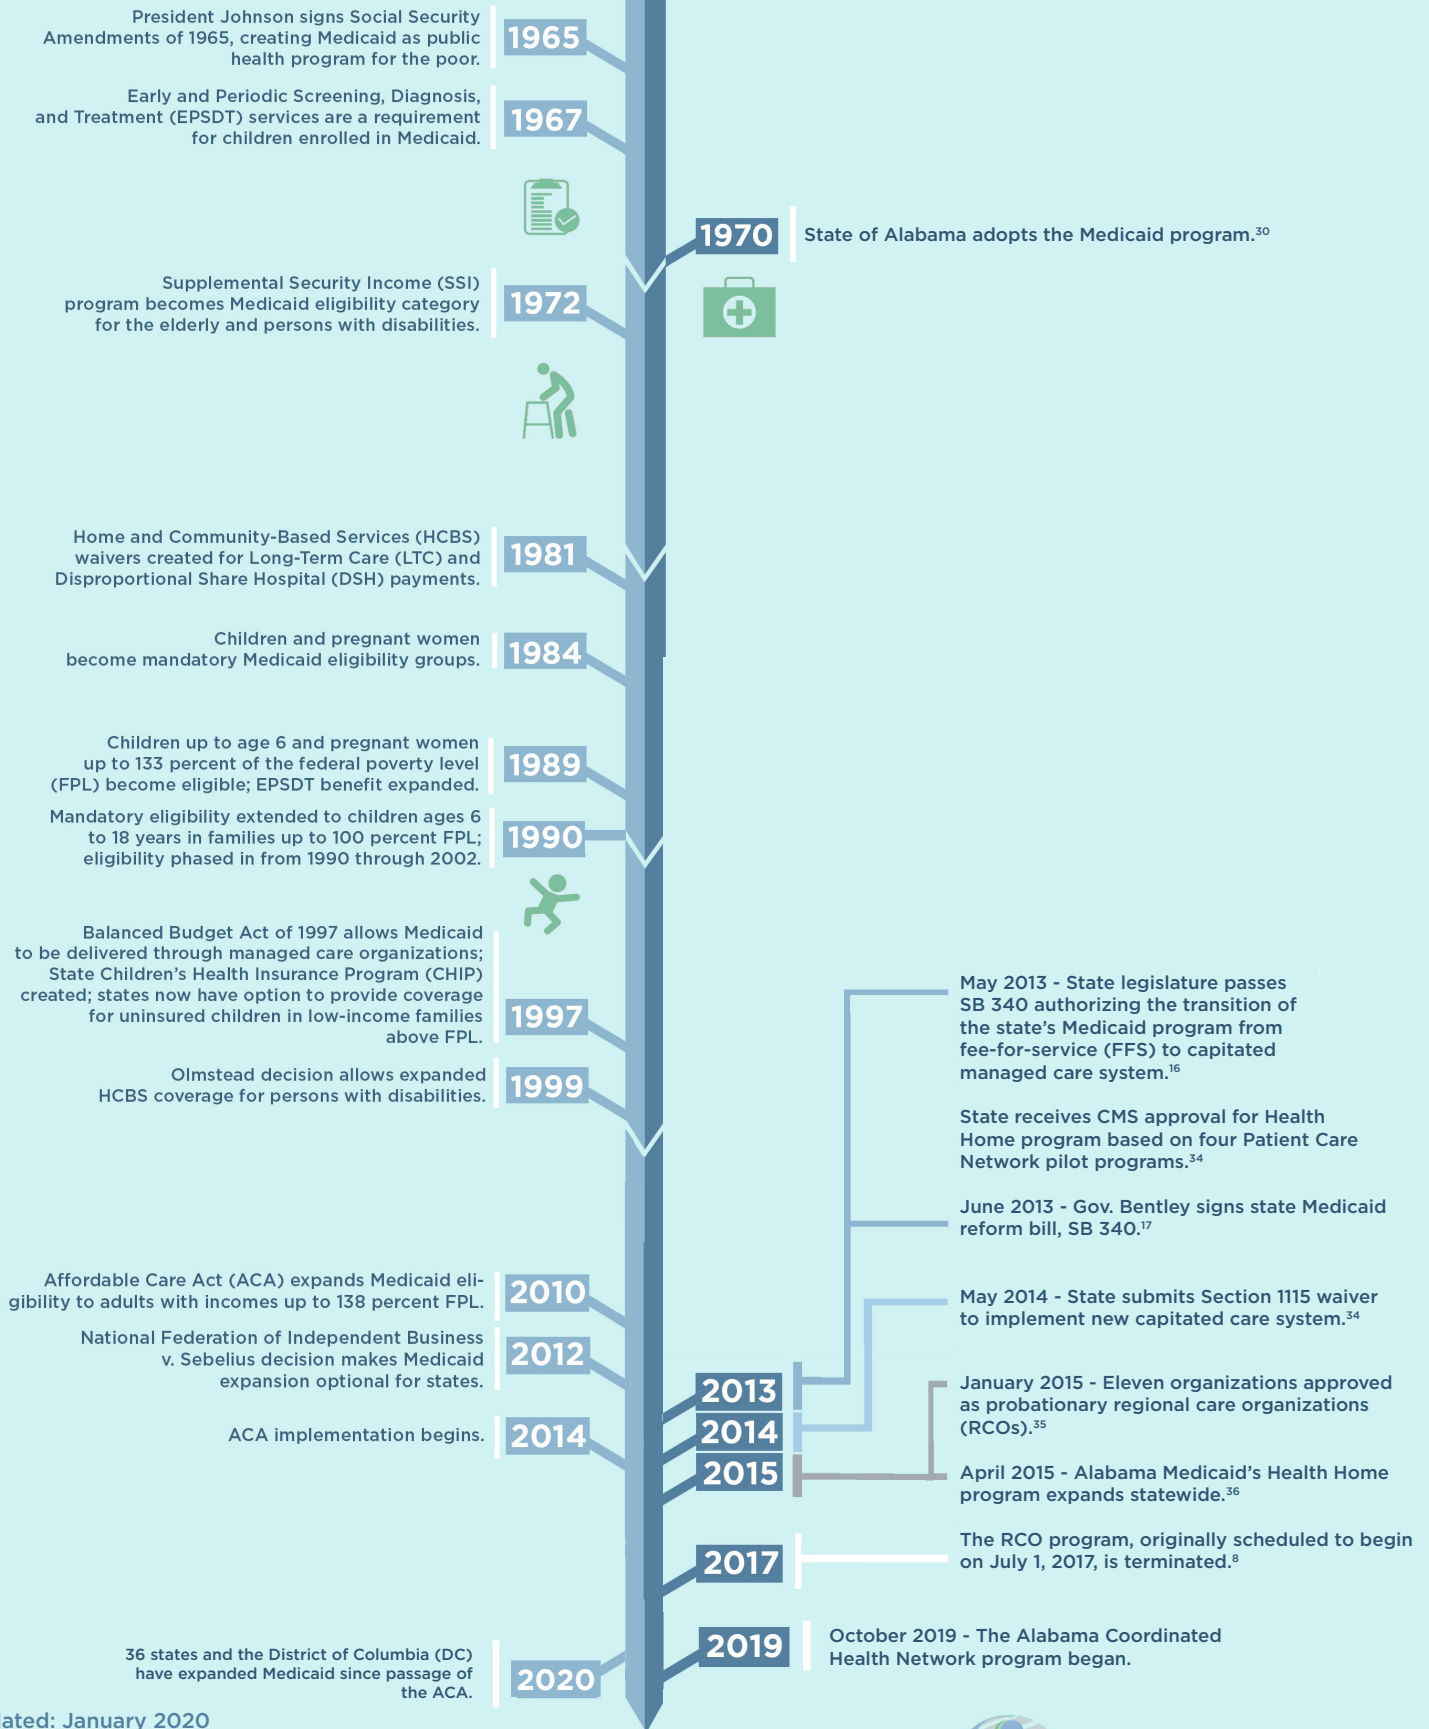 President Johnson signs Social Security
Amendments of 1965, creating Medicaid as public
health program for the poor.
1965
Early and Periodic Screening, Diagnosis,
and Treatment (EPSDT) services are a requirement
for children enrolled in Medicaid.
1967
1970
State of Alabama adopts the Medicaid program.30
Supplemental Security Income (SSI)
program becomes Medicaid eligibility category
for the elderly and persons with disabilities.
1972
Home and Community-Based Services (HCBS)
waivers created for Long-Term Care (LTC) and
Disproportional Share Hospital (DSH) payments.
1981
Children and pregnant women
become mandatory Medicaid eligibility groups.
1984
Children up to age 6 and pregnant women
up to 133 percent of the federal poverty level
(FPL) become eligible; EPSDT benefit expanded.
1989
Mandatory eligibility extended to children ages 6
to 18 years in families up to 100 percent FPL;
eligibility phased in from 1990 through 2002.
1990
Balanced Budget Act of 1997 allows Medicaid
to be delivered through managed care organizations;
State Children's Health Insurance Program (CHIP)
created; states now have option to provide coverage
for uninsured children in low-income families
above FPL.
1997
Olmstead decision allows expanded
HCBS coverage for persons with disabilities.
1999
Affordable Care Act (ACA) expands Medicaid eli-
gibility to adults with incomes up to 138 percent FPL.
2010
National Federation of Independent Business
v. Sebelius decision makes Medicaid
expansion optional for states.
2012
ACA implementation begins.
2014
2013
May 2013 - State legislature passes
SB 340 authorizing the transition of
the state's Medicaid program from
fee-for-service (FFS) to capitated
managed care system.16
State receives CMS approval for Health
Home program based on four Patient Care
Network pilot programs.34
June 2013 - Gov. Bentley signs state Medicaid
reform bill, SB 340.17
2014
May 2014 - State submits Section 1115 waiver
to implement new capitated care system.34
2015
January 2015 - Eleven organizations approved
as probationary regional care organizations
(RCOs).35
April 2015 - Alabama Medicaid's Health Home
program expands statewide.36
2017
The RCO program, originally scheduled to begin
on July 1, 2017, is terminated.8
2019
October 2019 - The Alabama Coordinated
Health Network program began.
36 states and the District of Columbia (DC)
have expanded Medicaid since passage of
the ACA.
2020
lated: January 2020